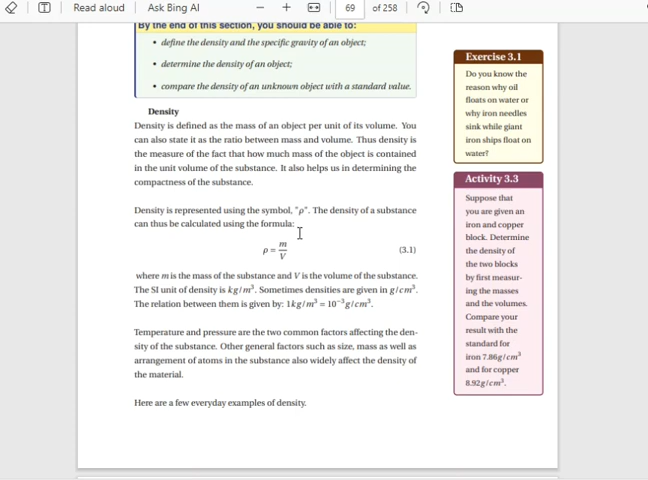 Read aloud
Ask Bing AI
69 of 258
By the end of this section, you should be able to:
• define the density and the specific gravity of an object;
• determine the density of an object;
• compare the density of an unknown object with a standard value.
Density
Density is defined as the mass of an object per unit of its volume. You
can also state it as the ratio between mass and volume. Thus density is
the measure of the fact that how much mass of the object is contained
in the unit volume of the substance. It also helps us in determining the
compactness of the substance.
Density is represented using the symbol, "ρ". The density of a substance
can thus be calculated using the formula:
ρ = m/V (3.1)
where m is the mass of the substance and V is the volume of the substance.
The SI unit of density is kg/m³. Sometimes densities are given in g/cm³.
The relation between them is given by: 1kg/m³ = 10⁻³g/cm³.
Temperature and pressure are the two common factors affecting the den-
sity of the substance. Other general factors such as size, mass as well as
arrangement of atoms in the substance also widely affect the density of
the material.
Here are a few everyday examples of density.
Exercise 3.1
Do you know the
reason why oil
floats on water or
why iron needles
sink while giant
iron ships float on
water?
Activity 3.3
Suppose that
you are given an
iron and copper
block. Determine
the density of
the two blocks
by first measur-
ing the masses
and the volumes.
Compare your
result with the
standard for
iron 7.86g/cm³
and for copper
8.92g/cm³.